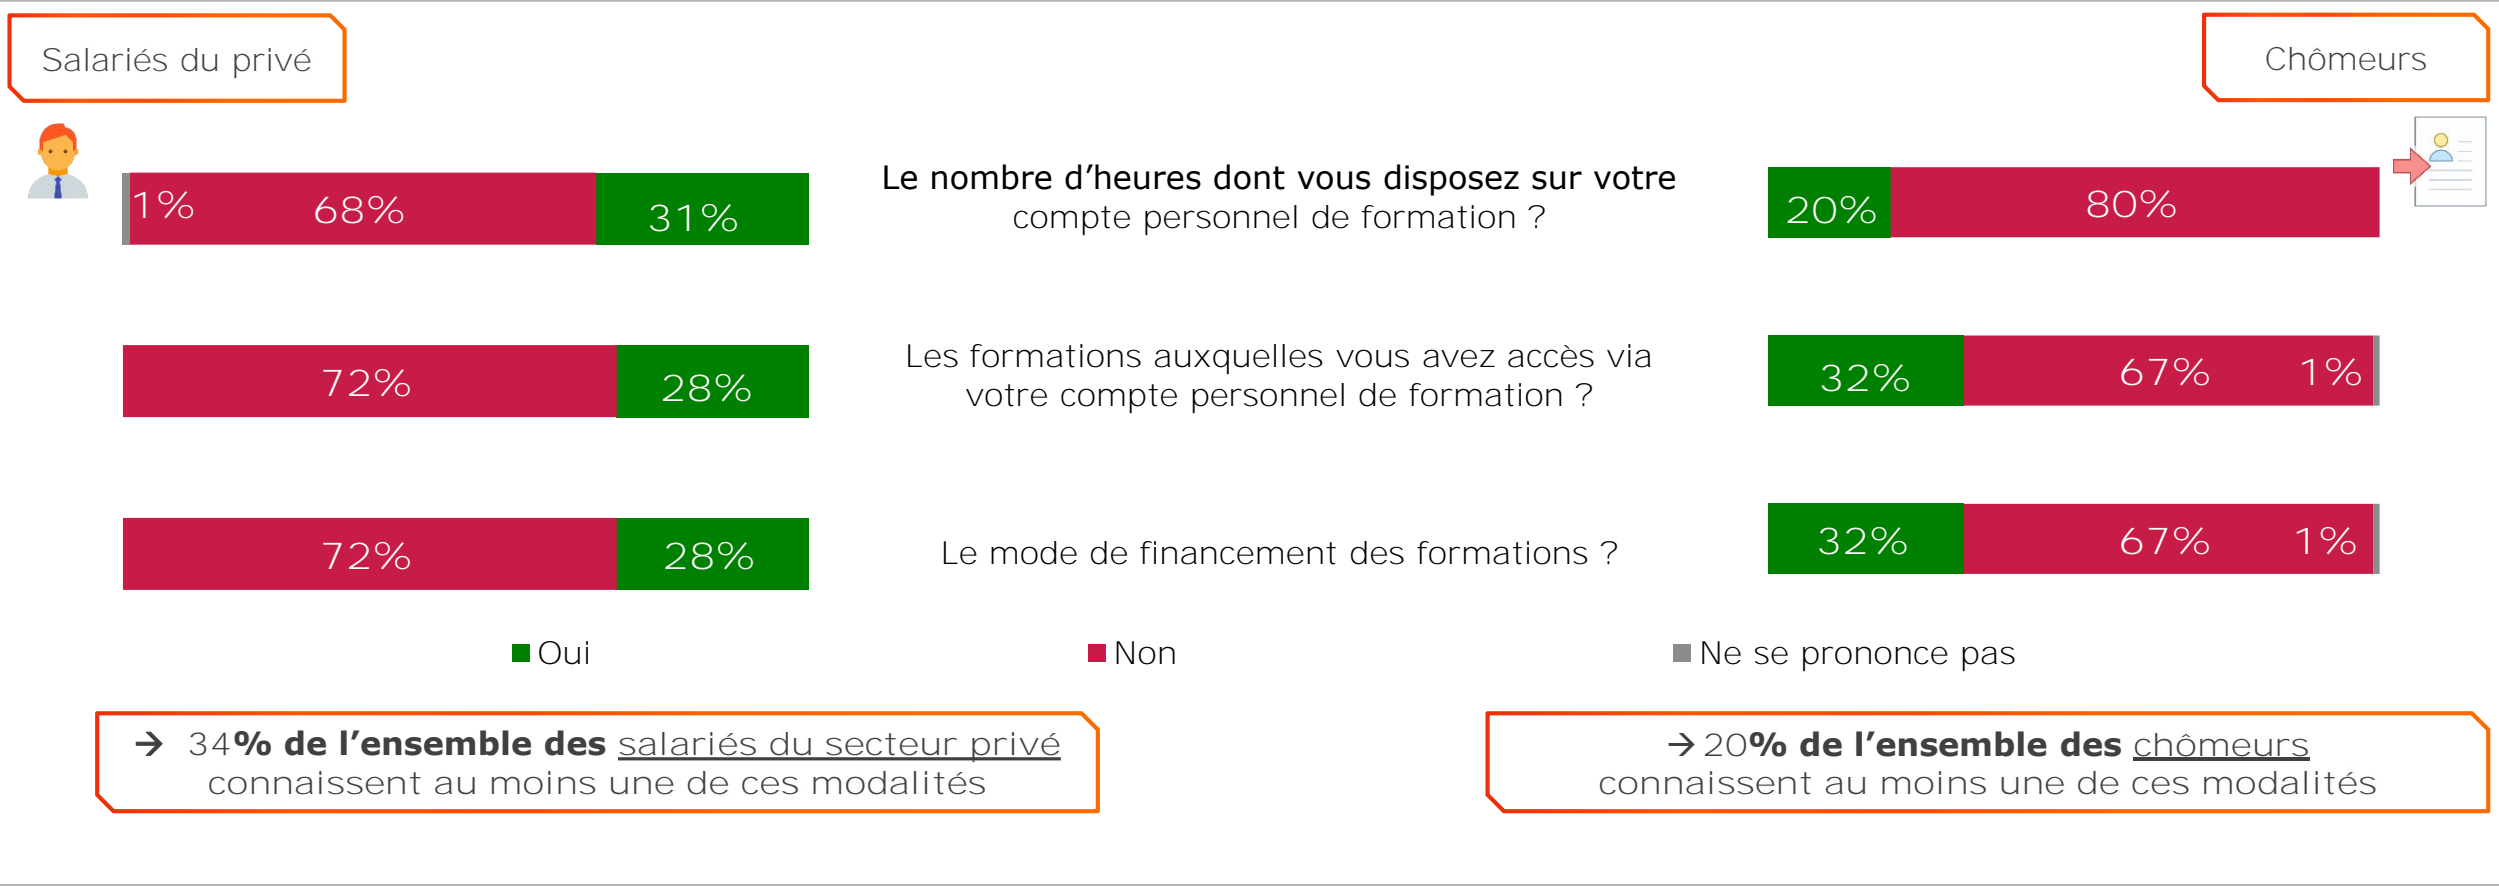 Salariés du privé
Chômeurs
1% 68% 31%
Le nombre d’heures dont vous disposez sur votre
compte personnel de formation ?
20% 80%
72% 28%
Les formations auxquelles vous avez accès via
votre compte personnel de formation ?
32% 67% 1%
72% 28%
Le mode de financement des formations ?
32% 67% 1%
Oui
Non
Ne se prononce pas
→ 34% de l’ensemble des salariés du secteur privé
connaissent au moins une de ces modalités
→ 20% de l’ensemble des chômeurs
connaissent au moins une de ces modalités